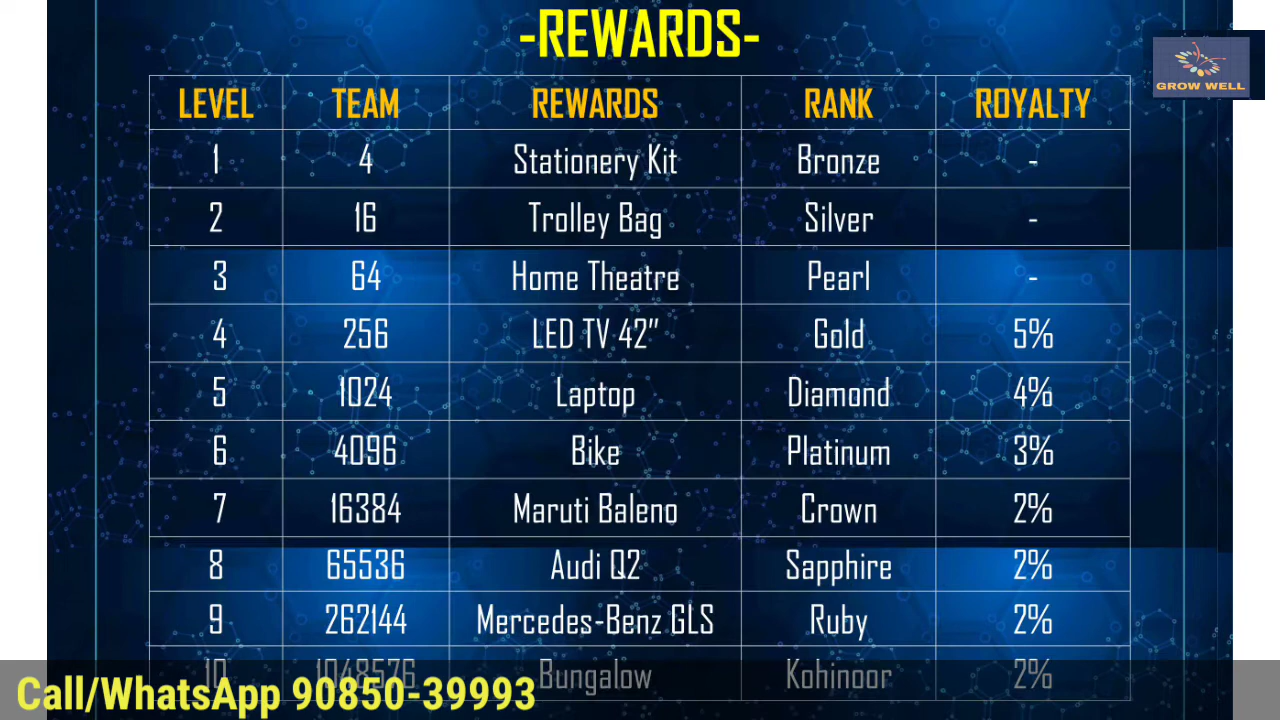 -REWARDS-
GROW WELL
LEVEL TEAM REWARDS RANK ROYALTY
1 4 Stationery Kit Bronze -
2 16 Trolley Bag Silver -
3 64 Home Theatre Pearl -
4 256 LED TV 42" Gold 5%
5 1024 Laptop Diamond 4%
6 4096 Bike Platinum 3%
7 16384 Maruti Baleno Crown 2%
8 65536 Audi Q2 Sapphire 2%
9 262144 Mercedes-Benz GLS Ruby 2%
10 1048576 Bungalow Kohinoor 2%
Call/WhatsApp 90850-39993